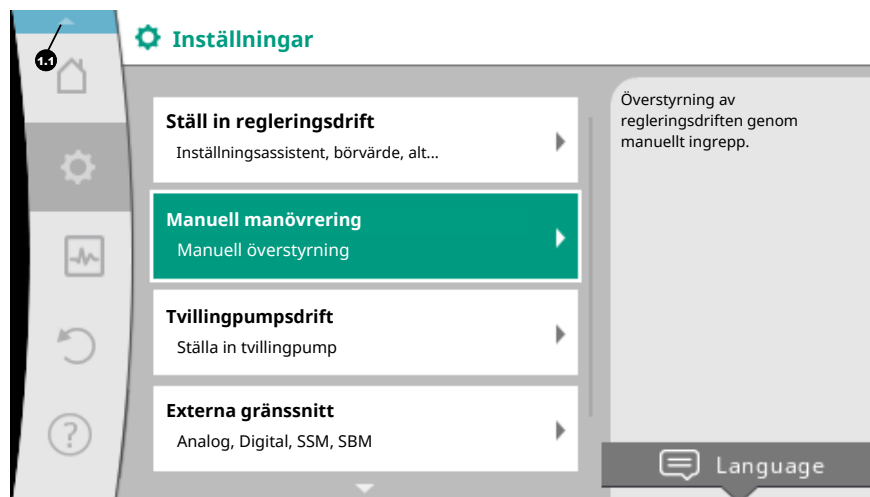 1.1
Inställningar
Ställ in regleringsdrift
Inställningsassistent, börvärde, alt...
Manuell manövrering
Manuell överstyrning
Tvillingpumpsdrift
Ställa in tvillingpump
Externa gränssnitt
Analog, Digital, SSM, SBM
Överstyrning av
regleringsdriften genom
manuellt ingrepp.
?
Language